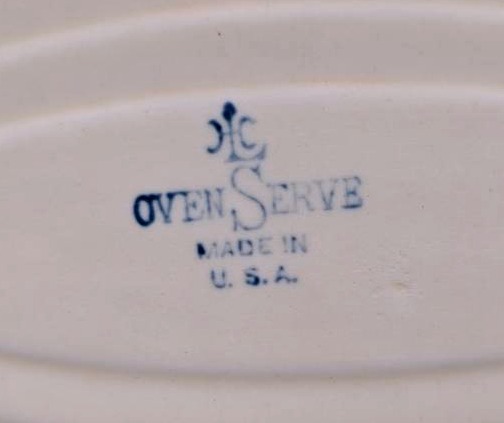 HLC
OVEN SERVE
MADE IN
U. S. A.